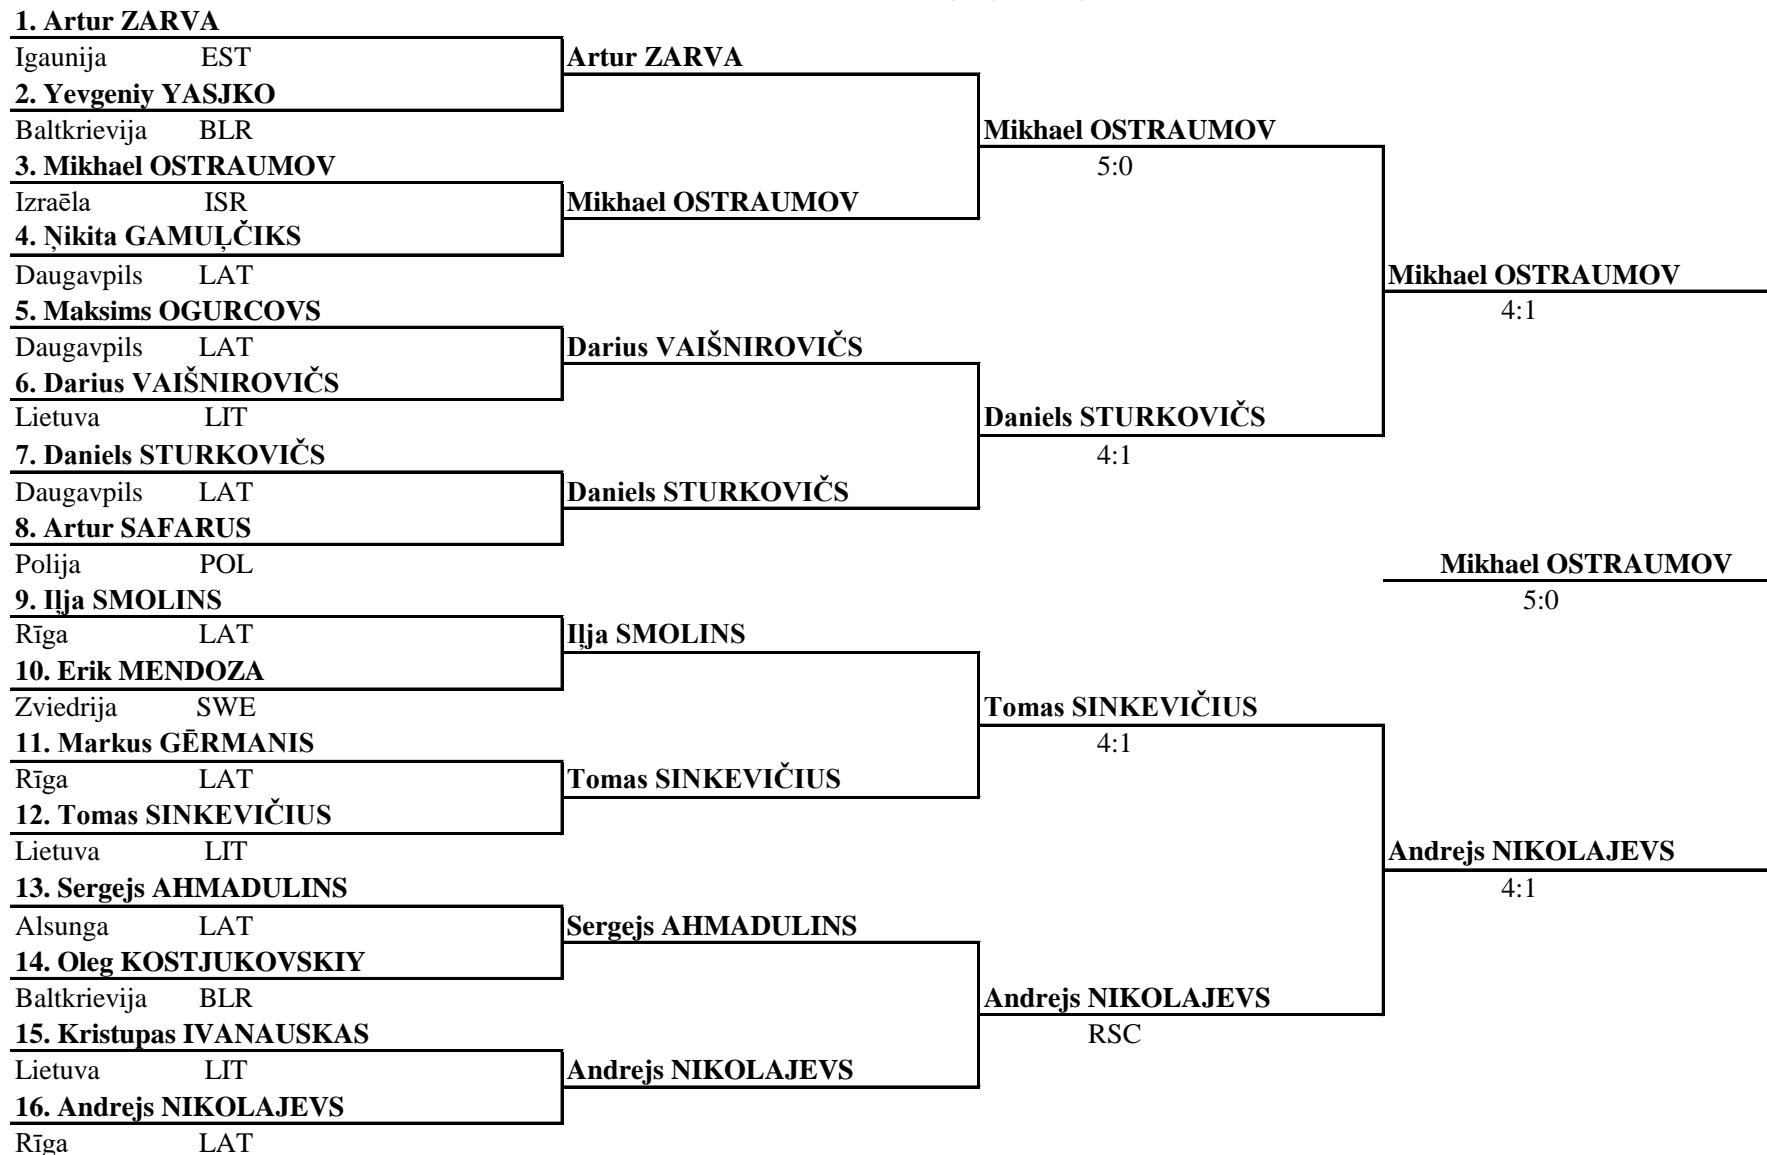 1. Artur ZARVA
Igaunija EST Artur ZARVA
2. Yevgeniy YASJKO
Baltkrievija BLR Mikhael OSTRAUMOV
3. Mikhael OSTRAUMOV 5:0
Izraēla ISR Mikhael OSTRAUMOV
4. Ņikita GAMUĻČIKS
Daugavpils LAT Mikhael OSTRAUMOV
5. Maksims OGURCOVS 4:1
Daugavpils LAT Darius VAIŠNIROVIČS
6. Darius VAIŠNIROVIČS
Lietuva LIT Daniels STURKOVIČS
7. Daniels STURKOVIČS 4:1
Daugavpils LAT Daniels STURKOVIČS
8. Artur SAFARUS
Polija POL Mikhael OSTRAUMOV
9. Iļja SMOLINS 5:0
Rīga LAT Iļja SMOLINS
10. Erik MENDOZA
Zviedrija SWE Tomas SINKEVIČIUS
11. Markus GĒRMANIS 4:1
Rīga LAT Tomas SINKEVIČIUS
12. Tomas SINKEVIČIUS
Lietuva LIT Andrejs NIKOLAJEVS
13. Sergejs AHMADULINS 4:1
Alsunga LAT Sergejs AHMADULINS
14. Oleg KOSTJUKOVSKIY
Baltkrievija BLR Andrejs NIKOLAJEVS
15. Kristupas IVANAUSKAS RSC
Lietuva LIT Andrejs NIKOLAJEVS
16. Andrejs NIKOLAJEVS
Rīga LAT